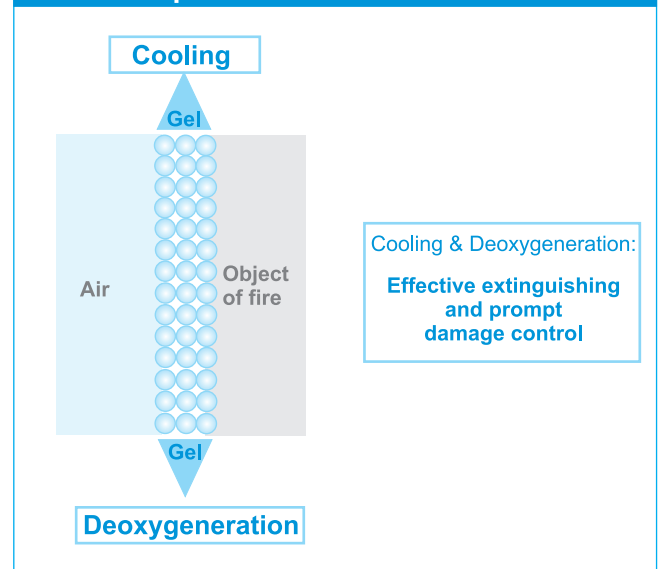 Cooling
Gel
Air
Object
of fire
Gel
Deoxygeneration
Cooling & Deoxygeneration:
Effective extinguishing
and prompt
damage control